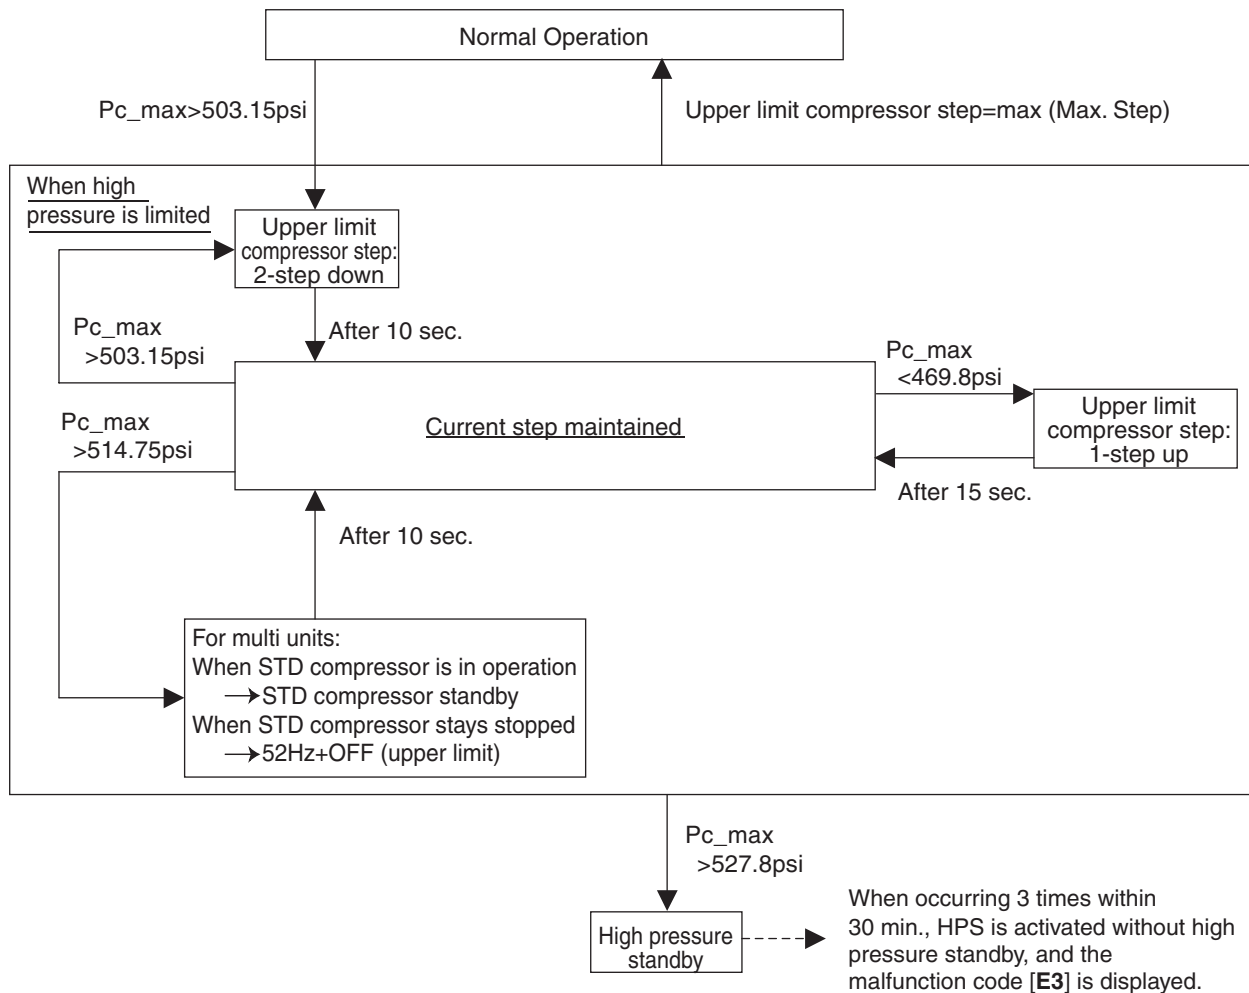 Normal Operation
Pc_max>503.15psi
Upper limit compressor step=max (Max. Step)
When high
pressure is limited
Upper limit
compressor step:
2-step down
After 10 sec.
Pc_max
>503.15psi
Pc_max
<469.8psi
Current step maintained
Upper limit
compressor step:
1-step up
Pc_max
>514.75psi
After 15 sec.
After 10 sec.
For multi units:
When STD compressor is in operation
→STD compressor standby
When STD compressor stays stopped
→52Hz+OFF (upper limit)
Pc_max
>527.8psi
High pressure
standby
When occurring 3 times within
30 min., HPS is activated without high
pressure standby, and the
malfunction code [E3] is displayed.